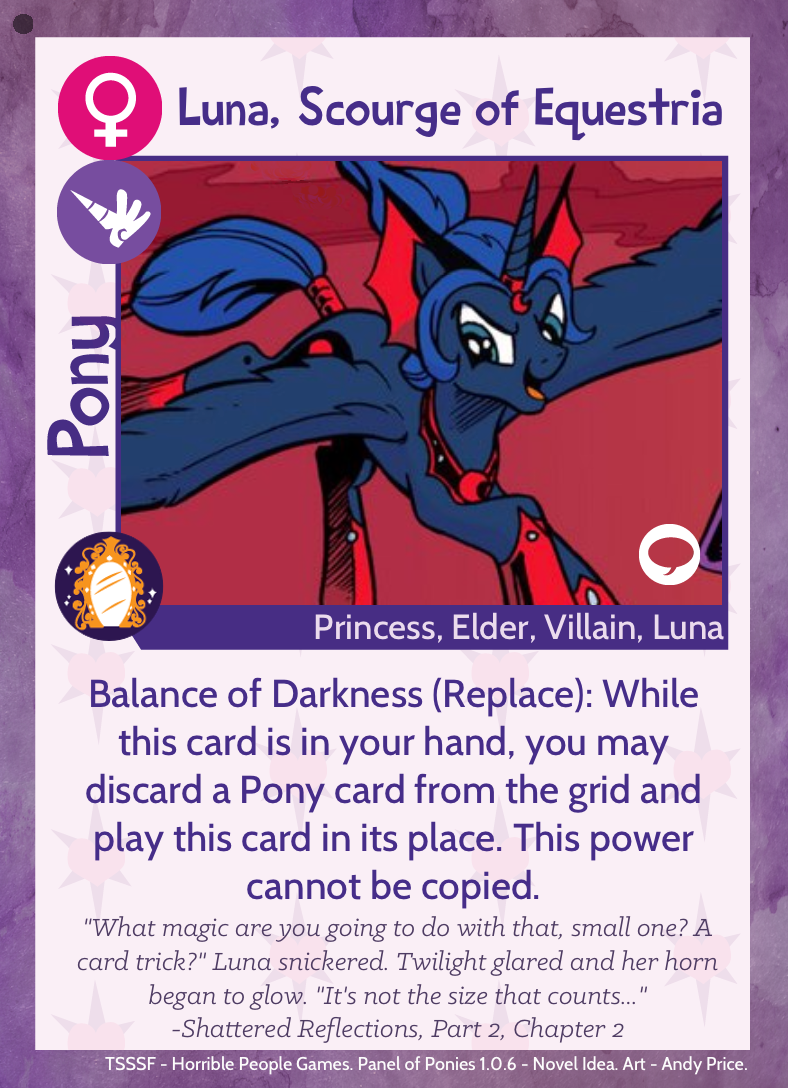 Luna, Scourge of Equestria
Pony
Princess, Elder, Villain, Luna
Balance of Darkness (Replace): While
this card is in your hand, you may
discard a Pony card from the grid and
play this card in its place. This power
cannot be copied.
"What magic are you going to do with that, small one? A
card trick?" Luna snickered. Twilight glared and her horn
began to glow. "It's not the size that counts..."
-Shattered Reflections, Part 2, Chapter 2
TSSSF - Horrible People Games. Panel of Ponies 1.0.6 - Novel Idea. Art - Andy Price.